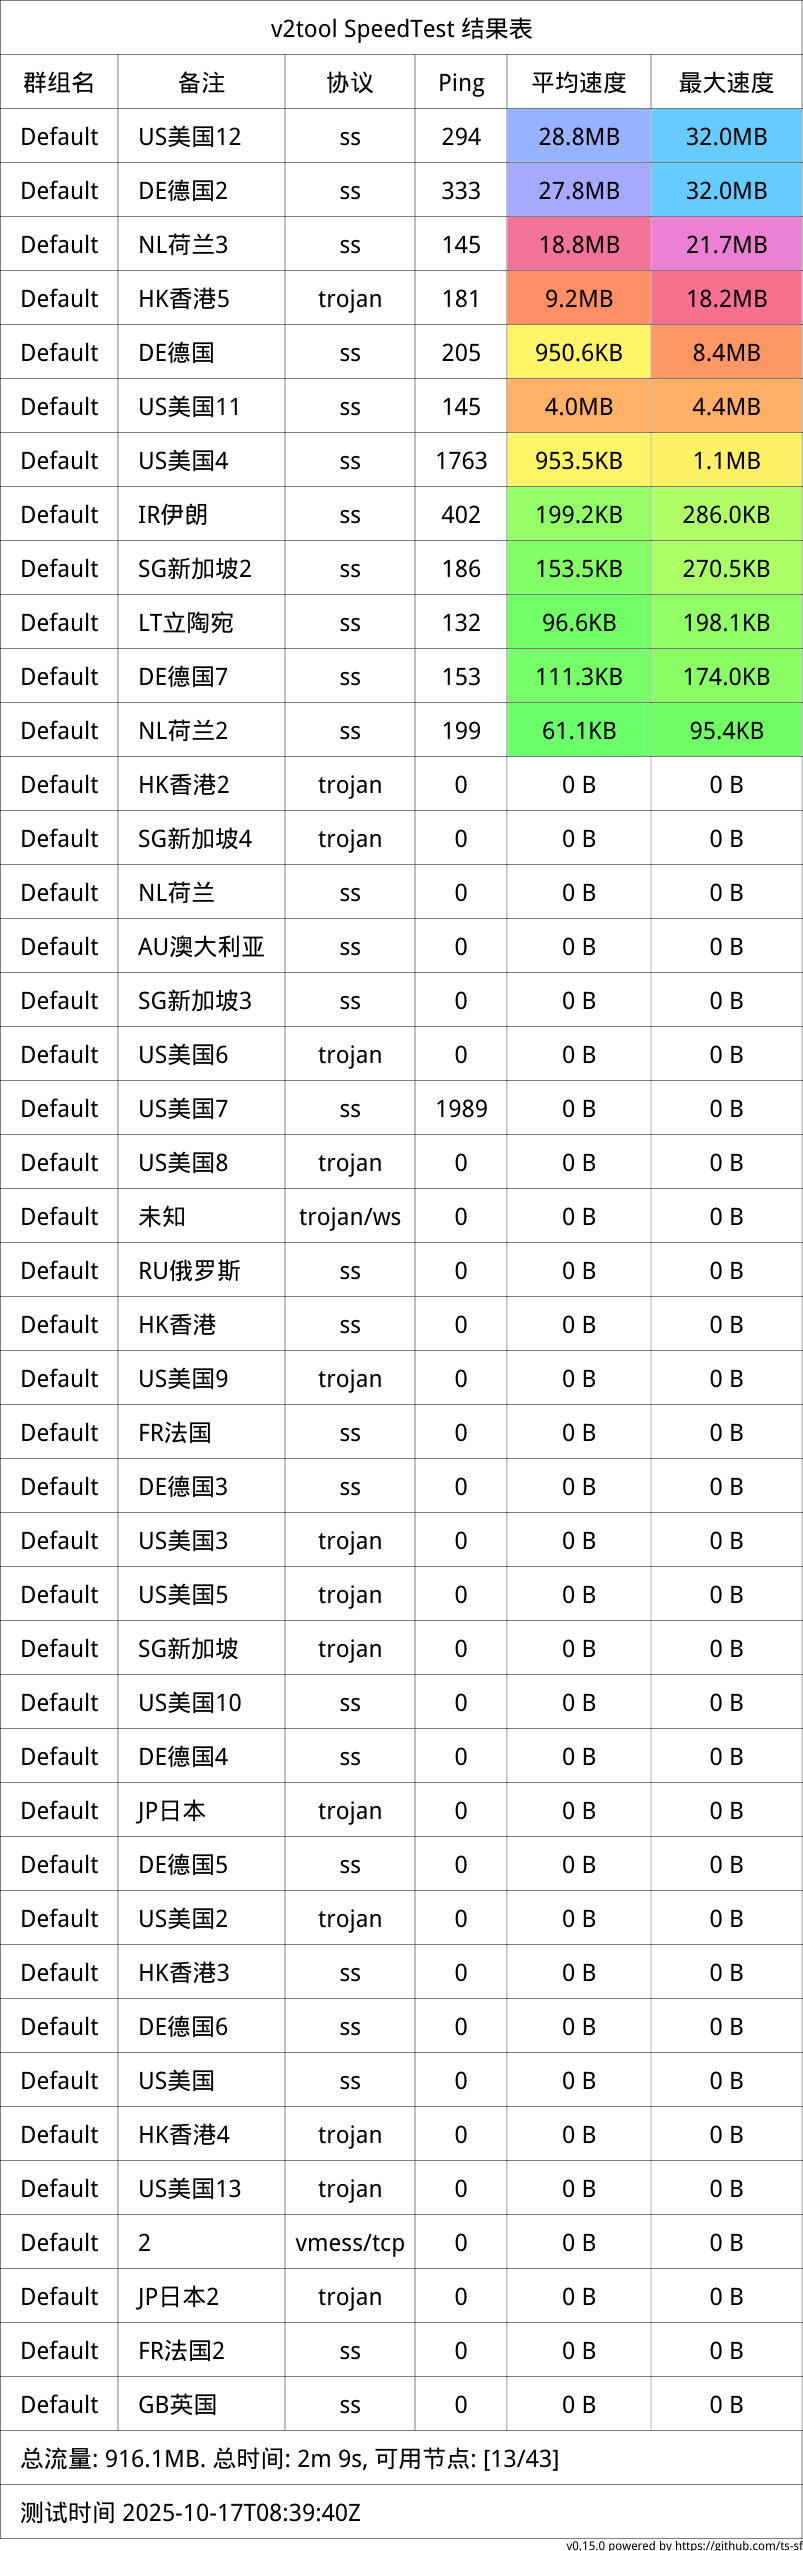 v2tool SpeedTest 结果表
群组名 备注 协议 Ping 平均速度 最大速度
Default US美国12 ss 294 28.8MB 32.0MB
Default DE德国2 ss 333 27.8MB 32.0MB
Default NL荷兰3 ss 145 18.8MB 21.7MB
Default HK香港5 trojan 181 9.2MB 18.2MB
Default DE德国 ss 205 950.6KB 8.4MB
Default US美国11 ss 145 4.0MB 4.4MB
Default US美国4 ss 1763 953.5KB 1.1MB
Default IR伊朗 ss 402 199.2KB 286.0KB
Default SG新加坡2 ss 186 153.5KB 270.5KB
Default LT立陶宛 ss 132 96.6KB 198.1KB
Default DE德国7 ss 153 111.3KB 174.0KB
Default NL荷兰2 ss 199 61.1KB 95.4KB
Default HK香港2 trojan 0 0 B 0 B
Default SG新加坡4 trojan 0 0 B 0 B
Default NL荷兰 ss 0 0 B 0 B
Default AU澳大利亚 ss 0 0 B 0 B
Default SG新加坡3 ss 0 0 B 0 B
Default US美国6 trojan 0 0 B 0 B
Default US美国7 ss 1989 0 B 0 B
Default US美国8 trojan 0 0 B 0 B
Default 未知 trojan/ws 0 0 B 0 B
Default RU俄罗斯 ss 0 0 B 0 B
Default HK香港 ss 0 0 B 0 B
Default US美国9 trojan 0 0 B 0 B
Default FR法国 ss 0 0 B 0 B
Default DE德国3 ss 0 0 B 0 B
Default US美国3 trojan 0 0 B 0 B
Default US美国5 trojan 0 0 B 0 B
Default SG新加坡 trojan 0 0 B 0 B
Default US美国10 ss 0 0 B 0 B
Default DE德国4 ss 0 0 B 0 B
Default JP日本 trojan 0 0 B 0 B
Default DE德国5 ss 0 0 B 0 B
Default US美国2 trojan 0 0 B 0 B
Default HK香港3 ss 0 0 B 0 B
Default DE德国6 ss 0 0 B 0 B
Default US美国 ss 0 0 B 0 B
Default HK香港4 trojan 0 0 B 0 B
Default US美国13 trojan 0 0 B 0 B
Default 2 vmess/tcp 0 0 B 0 B
Default JP日本2 trojan 0 0 B 0 B
Default FR法国2 ss 0 0 B 0 B
Default GB英国 ss 0 0 B 0 B
总流量: 916.1MB. 总时间: 2m 9s, 可用节点: [13/43]
测试时间 2025-10-17T08:39:40Z
v0.15.0 powered by https://github.com/ts-sf